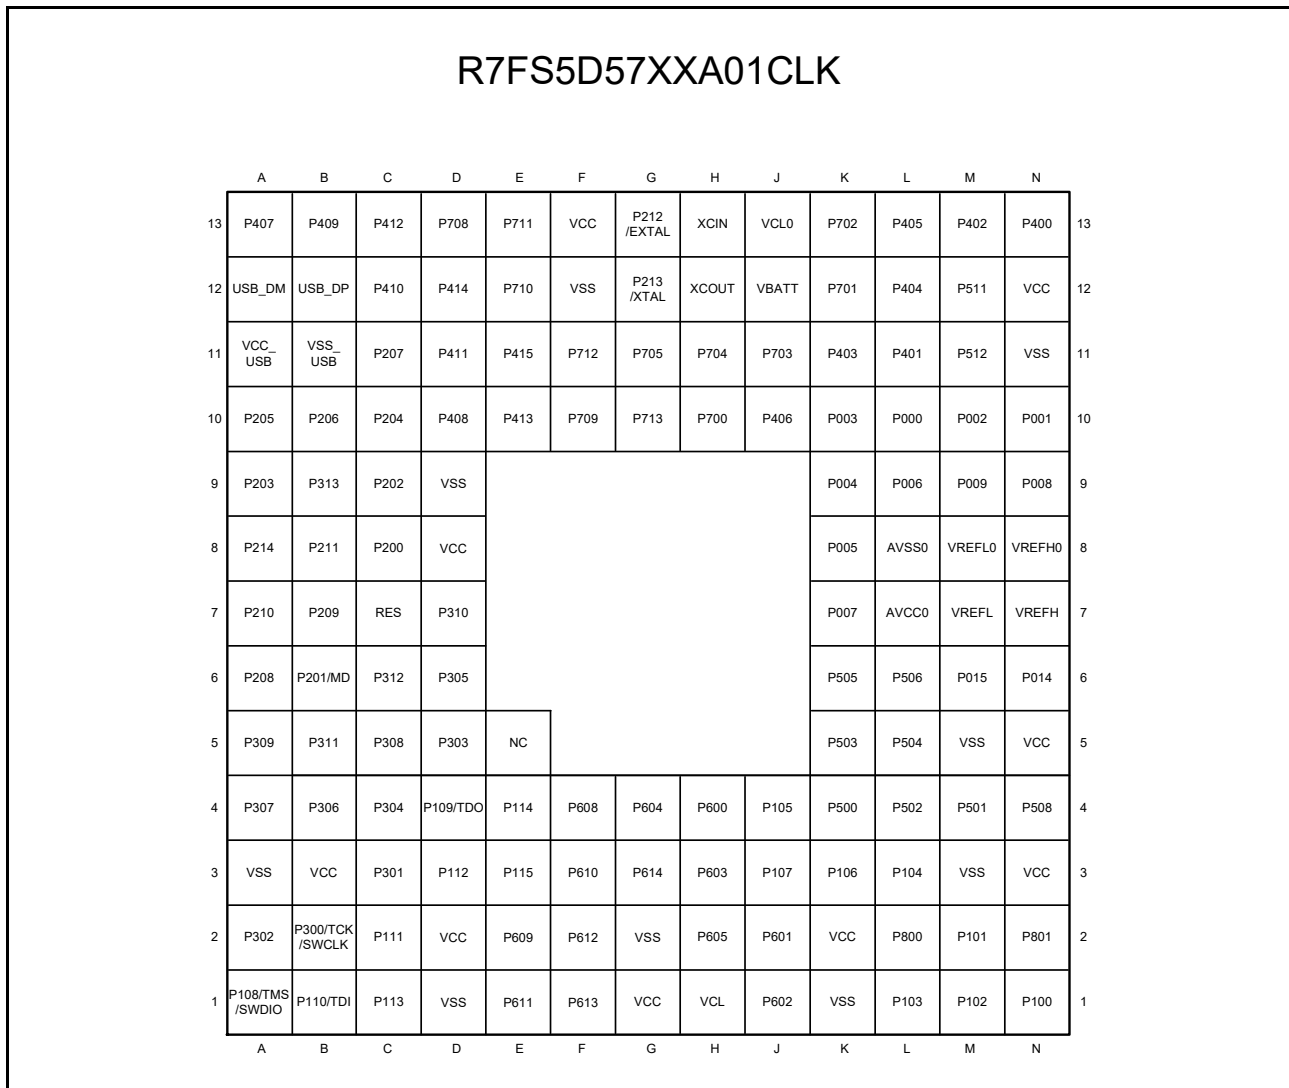 R7FS5D57XXA01CLK
A B C D E F G H J K L M N
13 P407 P409 P412 P708 P711 VCC P212 /EXTAL XCIN VCL0 P702 P405 P402 P400 13
12 USB_DM USB_DP P410 P414 P710 VSS P213 /XTAL XCOUT VBATT P701 P404 P511 VCC 12
11 VCC_ USB VSS_ USB P207 P411 P415 P712 P705 P704 P703 P403 P401 P512 VSS 11
10 P205 P206 P204 P408 P413 P709 P713 P700 P406 P003 P000 P002 P001 10
9 P203 P313 P202 VSS P004 P006 P009 P008 9
8 P214 P211 P200 VCC P005 AVSS0 VREFL0 VREFH0 8
7 P210 P209 RES P310 P007 AVCC0 VREFL VREFH 7
6 P208 P201/MD P312 P305 P505 P506 P015 P014 6
5 P309 P311 P308 P303 NC P503 P504 VSS VCC 5
4 P307 P306 P304 P109/TDO P114 P608 P604 P600 P105 P500 P502 P501 P508 4
3 VSS VCC P301 P112 P115 P610 P614 P603 P107 P106 P104 VSS VCC 3
2 P302 P300/TCK /SWCLK P111 VCC P609 P612 VSS P605 P601 VCC P800 P101 P801 2
1 P108/TMS /SWDIO P110/TDI P113 VSS P611 P613 VCC VCL P602 VSS P103 P102 P100 1
A B C D E F G H J K L M N